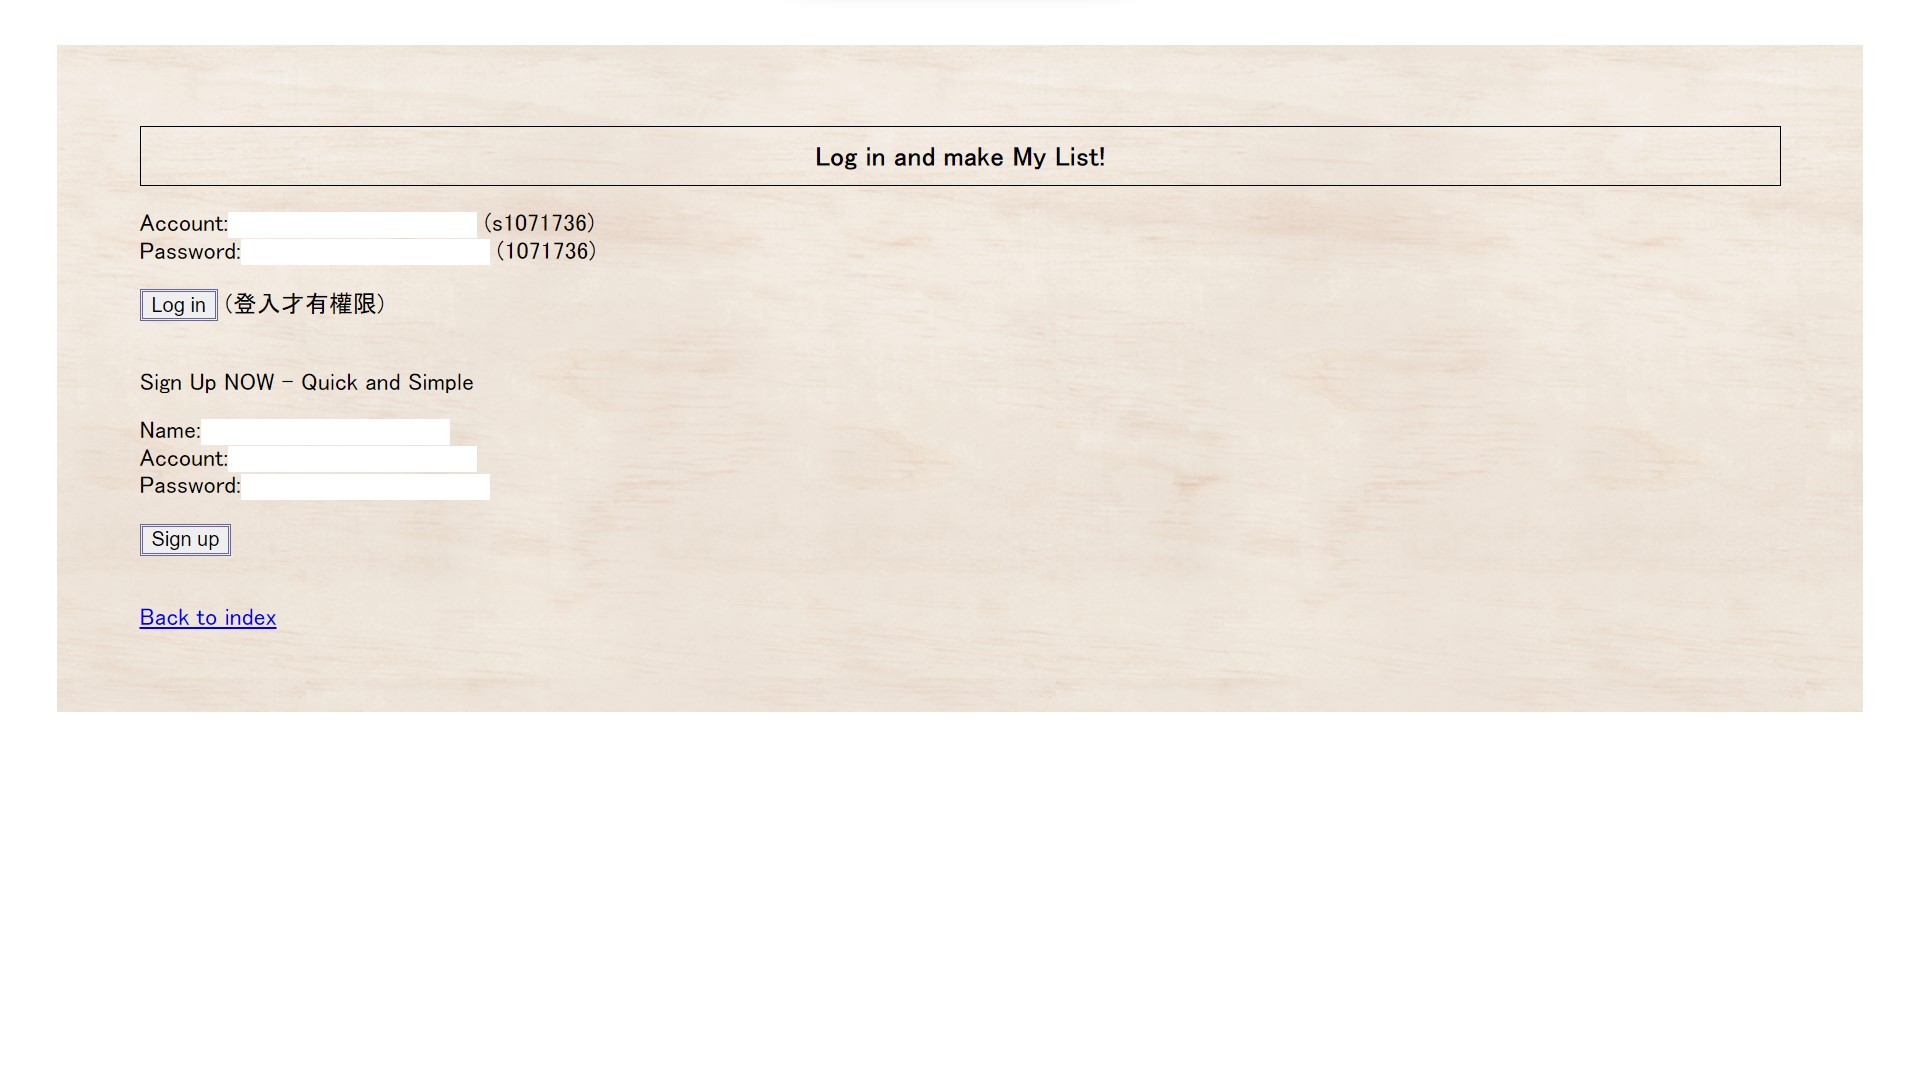 Log in and make My List!
Account: (s1071736)
Password: (1071736)
Log in (登入才有權限)
Sign Up NOW - Quick and Simple
Name:
Account:
Password:
Sign up
Back to index